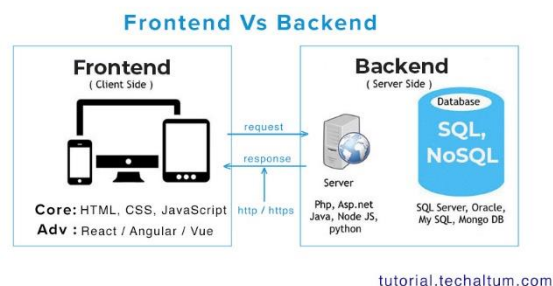 Frontend Vs Backend
Frontend
( Client Side )
Core: HTML, CSS, JavaScript
Adv : React / Angular / Vue
request
response
http / https
Backend
( Server Side )
Server
Php, Asp.net
Java, Node JS,
python
Database
SQL,
NoSQL
SQL Server, Oracle,
My SQL, Mongo DB
tutorial.techaltum.com